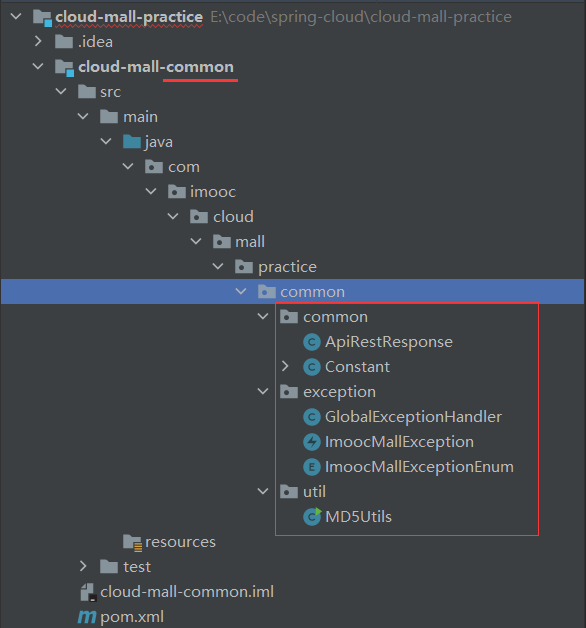 cloud-mall-practice E:\code\spring-cloud\cloud-mall-practice
.idea
cloud-mall-common
src
main
java
com
imooc
cloud
mall
practice
common
common
ApiRestResponse
Constant
exception
GlobalExceptionHandler
ImoocMallException
ImoocMallExceptionEnum
util
MD5Utils
resources
test
cloud-mall-common.iml
pom.xml